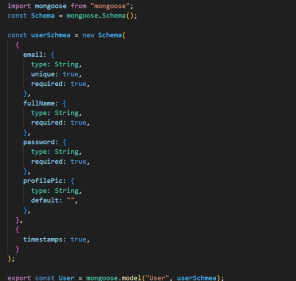 import mongoose from "mongoose";
const Schema = mongoose.Schema();
const userSchmea = new Schema(
{
email: {
type: String,
unique: true,
required: true,
},
fullName: {
type: String,
required: true,
},
password: {
type: String,
required: true,
},
profilePic: {
type: String,
default: "",
},
},
{
timestamps: true,
}
);
export const User = mongoose.model("User", userSchmea);